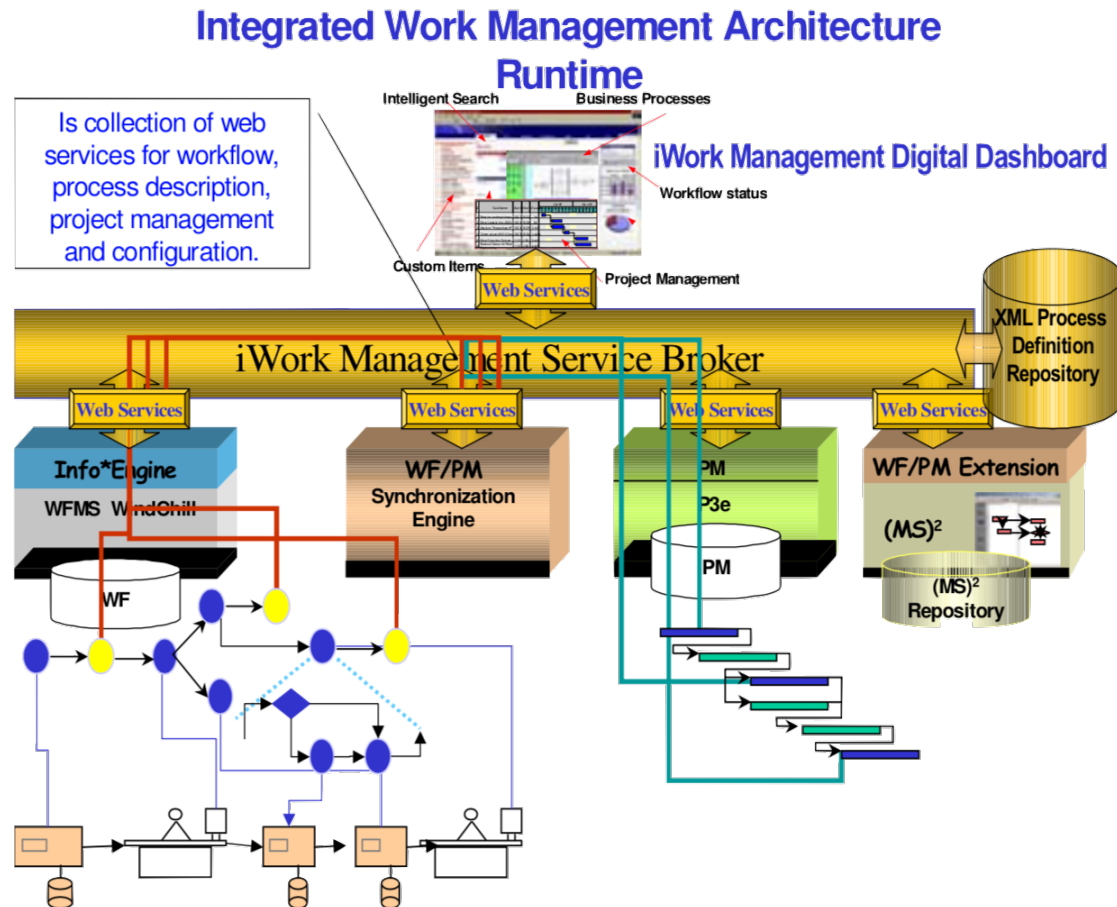 Integrated Work Management Architecture
Runtime
Intelligent Search
Business Processes
Is collection of web
services for workflow,
process description,
project management
and configuration.
iWork Management Digital Dashboard
Workflow status
Custom Items
Project Management
Web Services
iWork Management Service Broker
XML Process
Definition
Repository
Web Services
Web Services
Web Services
Web Services
Info*Engine
WFMS WindChill
WF
WF/PM
Synchronization
Engine
PM
P3e
PM
WF/PM Extension
(MS)²
(MS)²
Repository